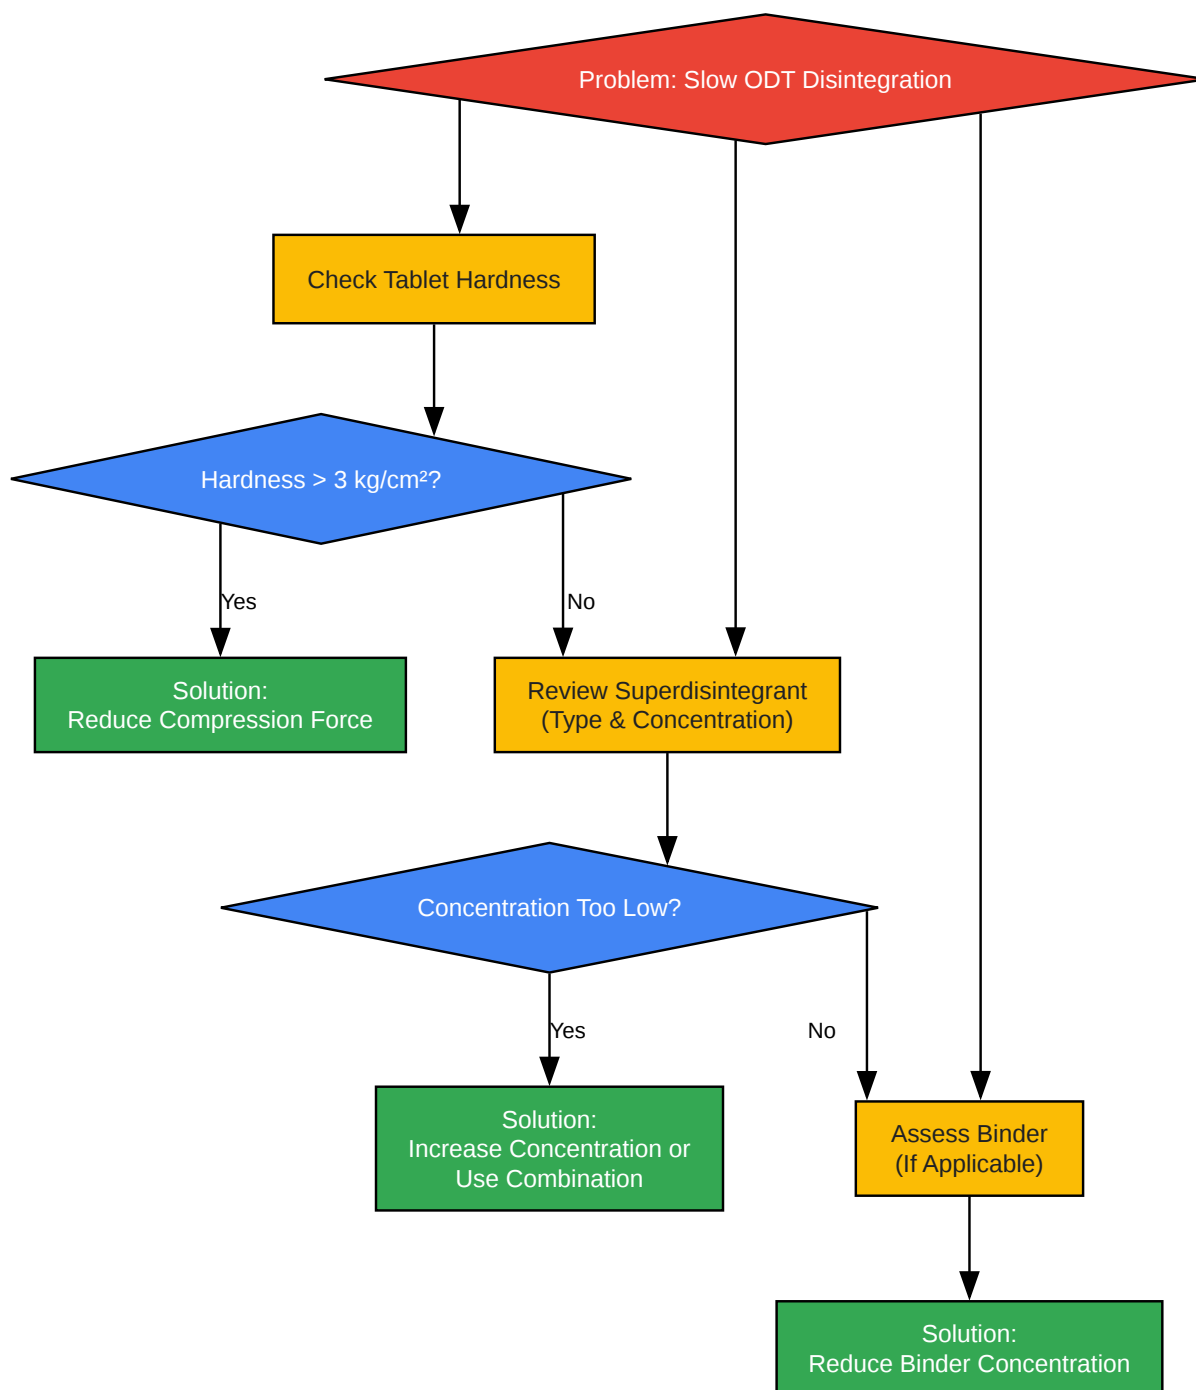 Problem: Slow ODT Disintegration
Check Tablet Hardness
Hardness > 3 kg/cm²?
Yes
No
Solution:
Reduce Compression Force
Review Superdisintegrant
(Type & Concentration)
Concentration Too Low?
Yes
No
Solution:
Increase Concentration or
Use Combination
Assess Binder
(If Applicable)
Solution:
Reduce Binder Concentration